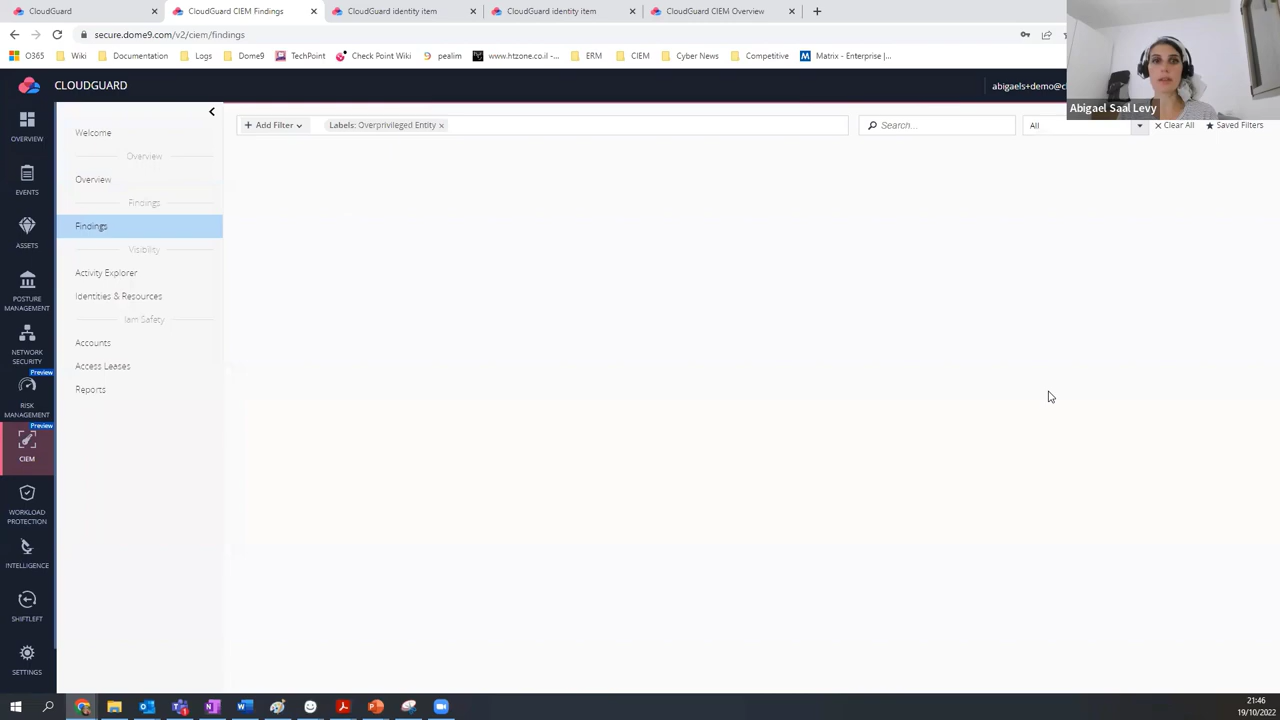 CloudGuard
CloudGuard CIEM Findings
CloudGuard identity item
CloudGuard identity item
CloudGuard CIEM Overview
secure.dome9.com/v2/ciem/findings
O365
Wiki
Documentation
Logs
Dome9
TechPoint
Check Point Wiki
pealim
www.htzone.co.il -...
ERM
CIEM
Cyber News
Competitive
Matrix - Enterprise |...
CLOUDGUARD
abigaels+demo@c
Abigael Saal Levy
OVERVIEW
EVENTS
ASSETS
POSTURE
MANAGEMENT
NETWORK
SECURITY
Preview
RISK
MANAGEMENT
Preview
CIEM
WORKLOAD
PROTECTION
INTELLIGENCE
SHIFTLEFT
SETTINGS
Welcome
Overview
Overview
Findings
Findings
Visibility
Activity Explorer
Identities & Resources
Iam Safety
Accounts
Access Leases
Reports
+ Add Filter
Labels: Overprivileged Entity ×
Search...
All
Clear All
Saved Filters
21:46
19/10/2022